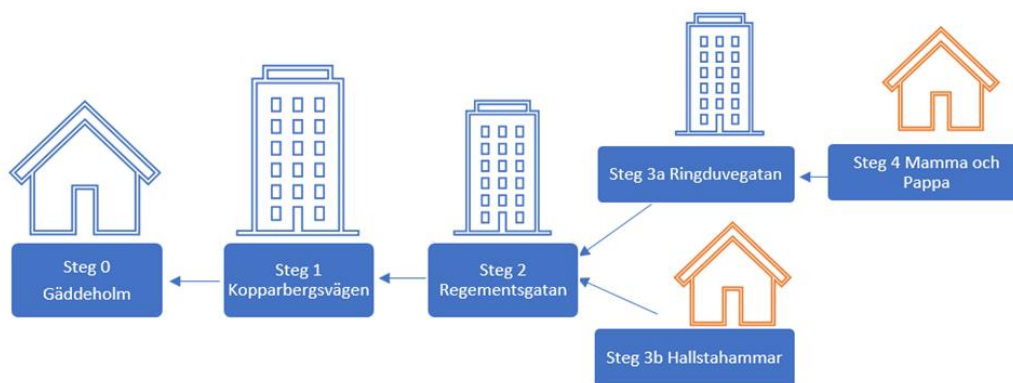 Steg 0
Gäddeholm
Steg 1
Kopparbergsvägen
Steg 2
Regementsgatan
Steg 3a Ringduvegatan
Steg 3b Hallstahammar
Steg 4 Mamma och
Pappa